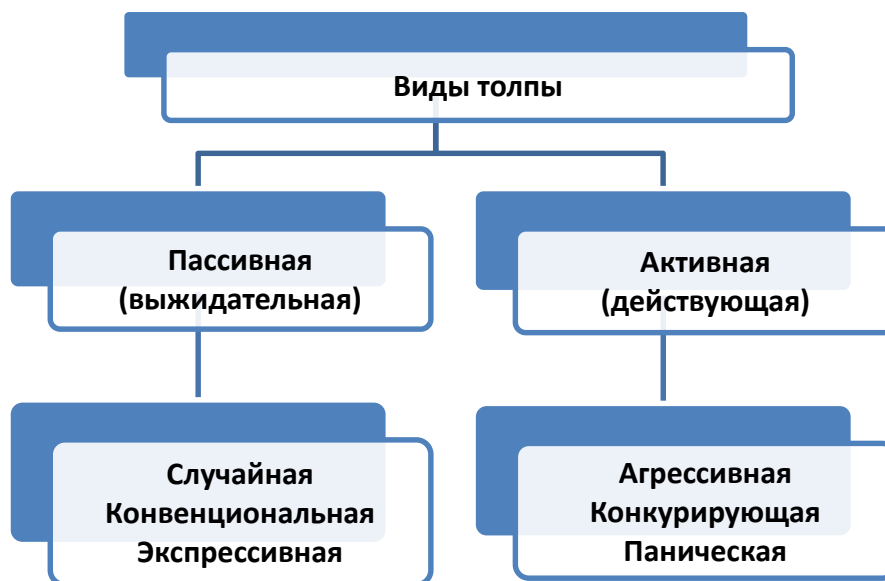 Виды толпы
Пассивная
(выжидательная)
Активная
(действующая)
Случайная
Конвенциональная
Экспрессивная
Агрессивная
Конкурирующая
Паническая